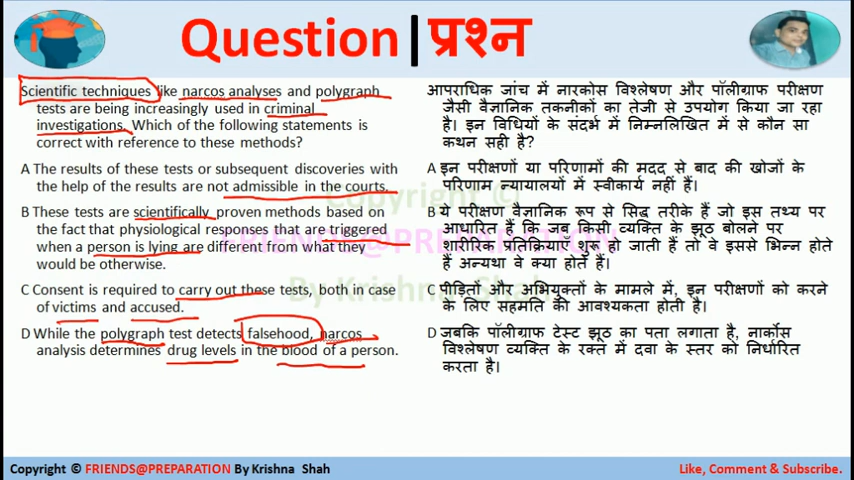 Question|प्रश्न
Scientific techniques like narcos analyses and polygraph
tests are being increasingly used in criminal
investigations. Which of the following statements is
correct with reference to these methods?
A The results of these tests or subsequent discoveries with
the help of the results are not admissible in the courts.
B These tests are scientifically proven methods based on
the fact that physiological responses that are triggered
when a person is lying are different from what they
would be otherwise.
C Consent is required to carry out these tests, both in case
of victims and accused.
D While the polygraph test detects falsehood, narcos
analysis determines drug levels in the blood of a person.
आपराधिक जांच में नारकोस विश्लेषण और पॉलीग्राफ परीक्षण
जैसी वैज्ञानिक तकनीकों का तेजी से उपयोग किया जा रहा
है। इन विधियों के संदर्भ में निम्नलिखित में से कौन सा
कथन सही है?
A इन परीक्षणों या परिणामों की मदद से बाद की खोजों के
परिणाम न्यायालयों में स्वीकार्य नहीं हैं।
B ये परीक्षण वैज्ञानिक रूप से सिद्ध तरीके हैं जो इस तथ्य पर
आधारित हैं कि जब किसी व्यक्ति के झूठ बोलने पर
शारीरिक प्रतिक्रियाएँ शुरू हो जाती हैं तो वे इससे भिन्न होते
हैं अन्यथा वे क्या होते हैं।
C पीड़ितों और अभियुक्तों के मामले में, इन परीक्षणों को करने
के लिए सहमति की आवश्यकता होती है।
D जबकि पॉलीग्राफ टेस्ट झूठ का पता लगाता है, नार्कोस
विश्लेषण व्यक्ति के रक्त में दवा के स्तर को निर्धारित
करता है।
Copyright ©
FRIENDS@PREPARATION
By Krishna Shah
Copyright © FRIENDS@PREPARATION By Krishna Shah
Like, Comment & Subscribe.